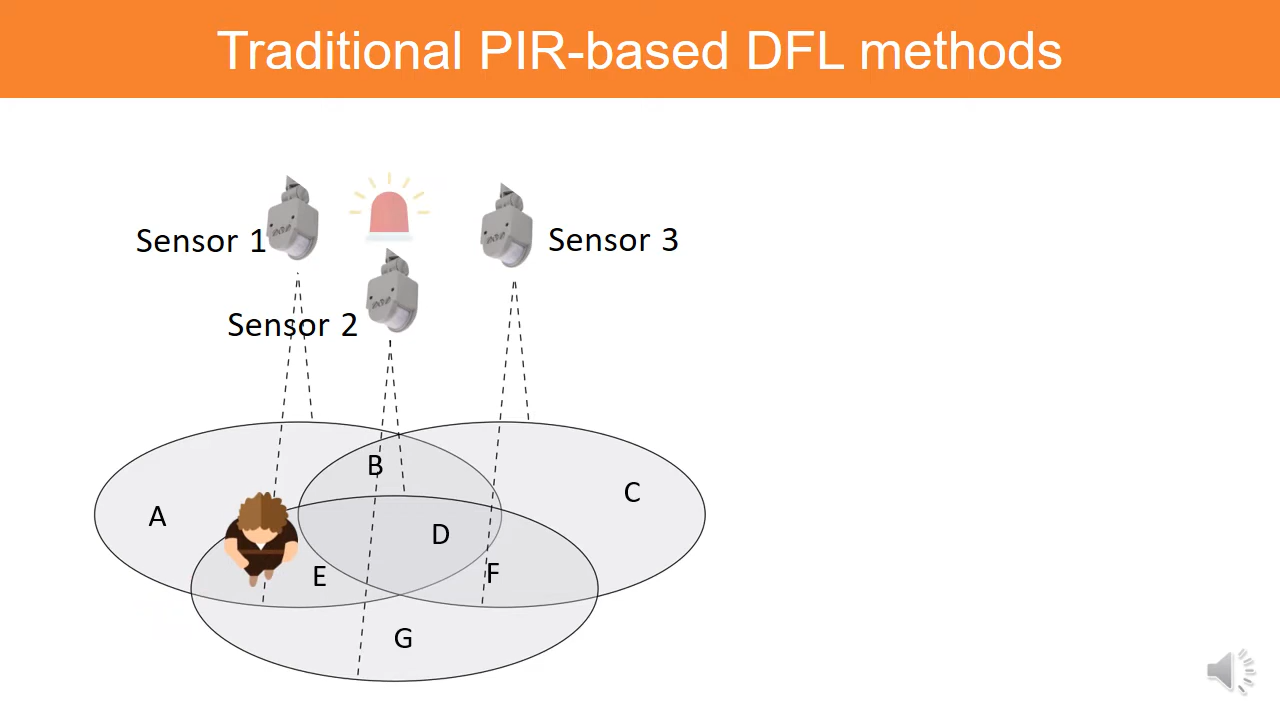 Traditional PIR-based DFL methods
Sensor 1
Sensor 3
Sensor 2
B
C
A
D
E
F
G